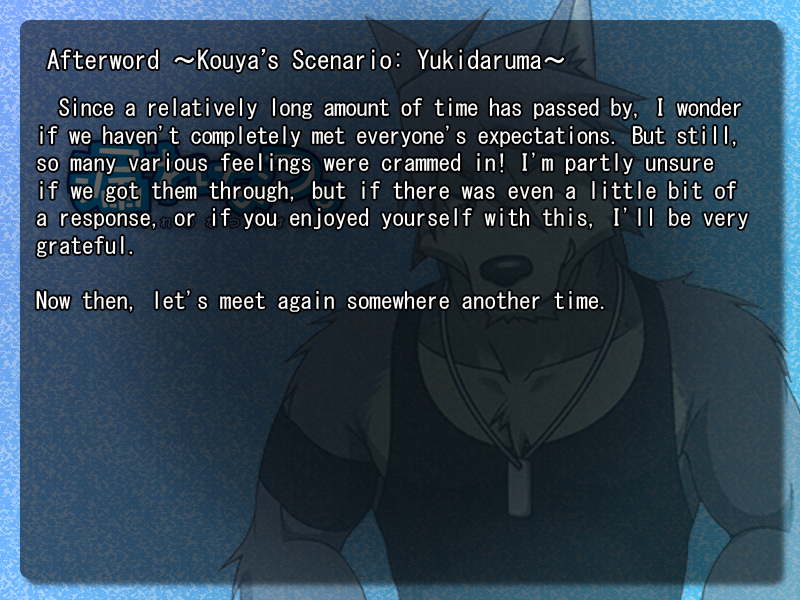 Afterword ～Kouya's Scenario: Yukidaruma～
Since a relatively long amount of time has passed by, I wonder
if we haven't completely met everyone's expectations. But still,
so many various feelings were crammed in! I'm partly unsure
if we got them through, but if there was even a little bit of
a response, or if you enjoyed yourself with this, I'll be very
grateful.
Now then, let's meet again somewhere another time.